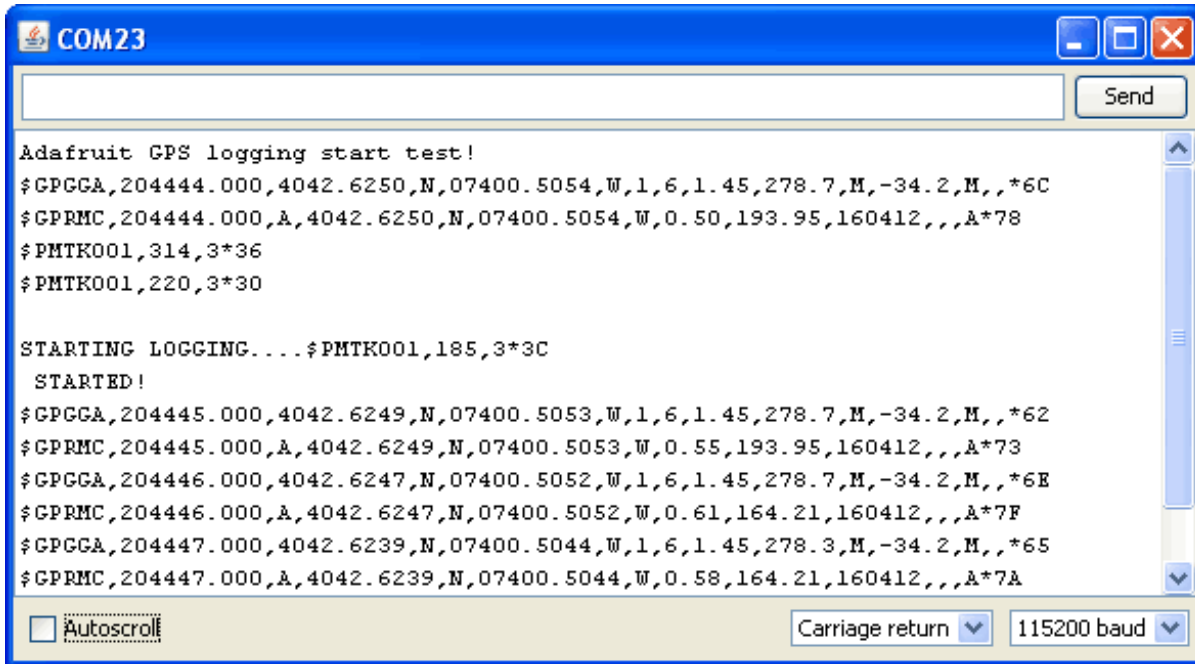 COM23
Send
Adafruit GPS logging start test!
$GPGGA,204444.000,4042.6250,N,07400.5054,W,1,6,1.45,278.7,M,-34.2,M,,*6C
$GPRMC,204444.000,A,4042.6250,N,07400.5054,W,0.50,193.95,160412,,,A*78
$PMTK001,314,3*36
$PMTK001,220,3*30
STARTING LOGGING....$PMTK001,185,3*3C
STARTED!
$GPGGA,204445.000,4042.6249,N,07400.5053,W,1,6,1.45,278.7,M,-34.2,M,,*62
$GPRMC,204445.000,A,4042.6249,N,07400.5053,W,0.55,193.95,160412,,,A*73
$GPGGA,204446.000,4042.6247,N,07400.5052,W,1,6,1.45,278.7,M,-34.2,M,,*6E
$GPRMC,204446.000,A,4042.6247,N,07400.5052,W,0.61,164.21,160412,,,A*7F
$GPGGA,204447.000,4042.6239,N,07400.5044,W,1,6,1.45,278.3,M,-34.2,M,,*65
$GPRMC,204447.000,A,4042.6239,N,07400.5044,W,0.58,164.21,160412,,,A*7A
Autoscroll
Carriage return
115200 baud